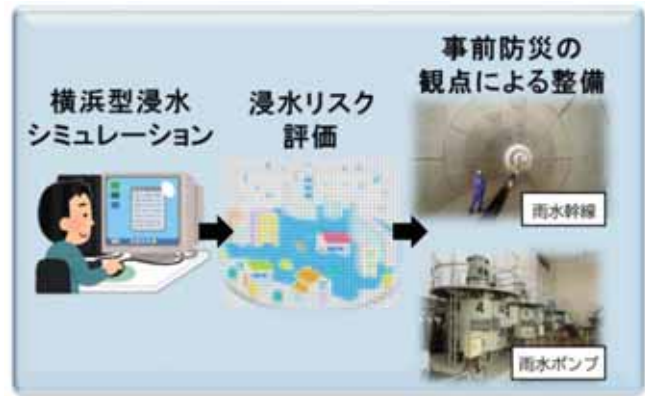 横浜型浸水
シミュレーション
浸水リスク
評価
事前防災の
観点による整備
雨水幹線
4
雨水ポンプ